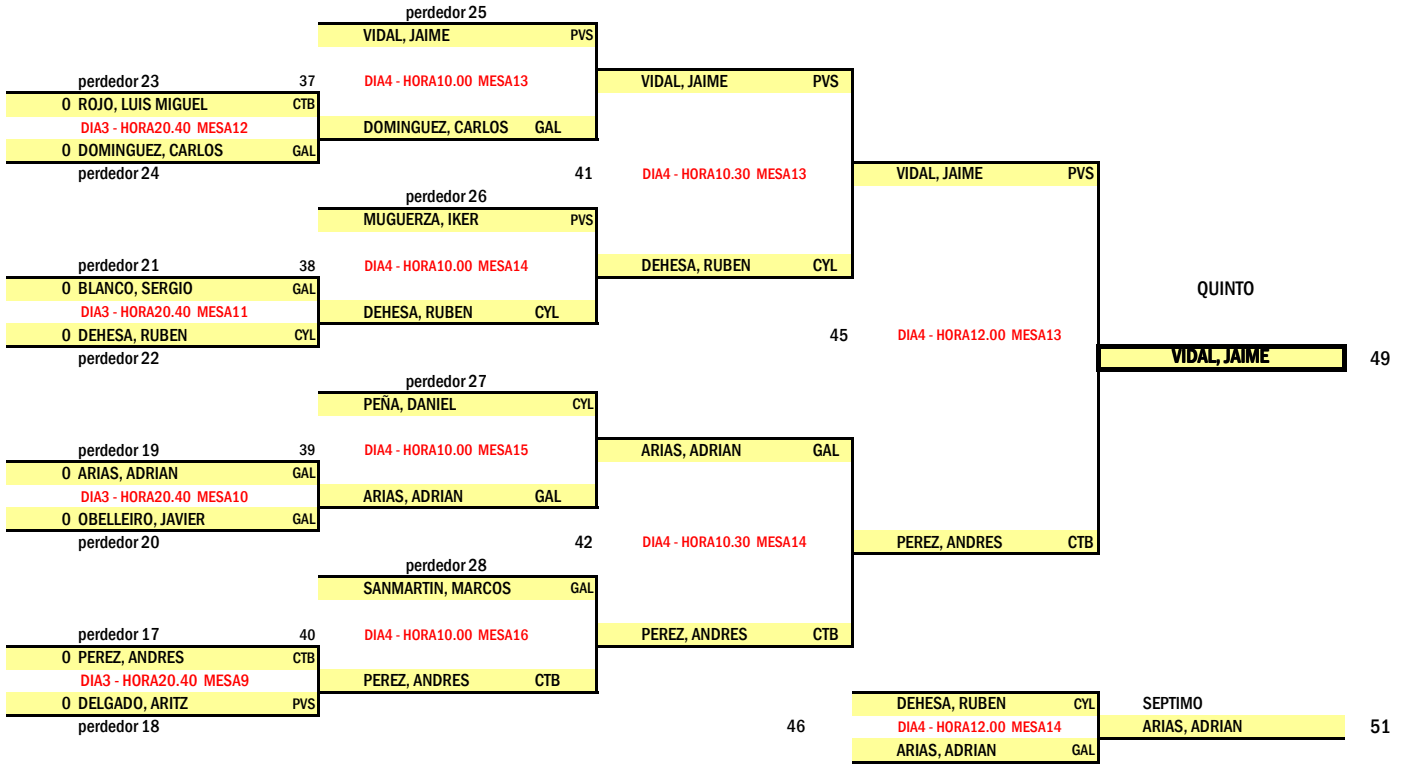 perdedor 25
VIDAL, JAIME PVS
perdedor 23 37 DIA4 - HORA10.00 MESA13 VIDAL, JAIME PVS
0 ROJO, LUIS MIGUEL CTB
DIA3 - HORA20.40 MESA12 DOMINGUEZ, CARLOS GAL
0 DOMINGUEZ, CARLOS GAL
perdedor 24 41 DIA4 - HORA10.30 MESA13 VIDAL, JAIME PVS
perdedor 26
MUGUERZA, IKER PVS
perdedor 21 38 DIA4 - HORA10.00 MESA14 DEHESA, RUBEN CYL
0 BLANCO, SERGIO GAL QUINTO
DIA3 - HORA20.40 MESA11 DEHESA, RUBEN CYL
0 DEHESA, RUBEN CYL 45 DIA4 - HORA12.00 MESA13
perdedor 22 VIDAL, JAIME 49
perdedor 27
PEÑA, DANIEL CYL
perdedor 19 39 DIA4 - HORA10.00 MESA15 ARIAS, ADRIAN GAL
0 ARIAS, ADRIAN GAL
DIA3 - HORA20.40 MESA10 ARIAS, ADRIAN GAL
0 OBELLEIRO, JAVIER GAL
perdedor 20 42 DIA4 - HORA10.30 MESA14 PEREZ, ANDRES CTB
perdedor 28
SANMARTIN, MARCOS GAL
perdedor 17 40 DIA4 - HORA10.00 MESA16 PEREZ, ANDRES CTB
0 PEREZ, ANDRES CTB
DIA3 - HORA20.40 MESA9 PEREZ, ANDRES CTB
0 DELGADO, ARITZ PVS DEHESA, RUBEN CYL SEPTIMO
perdedor 18 46 DIA4 - HORA12.00 MESA14 ARIAS, ADRIAN 51
ARIAS, ADRIAN GAL